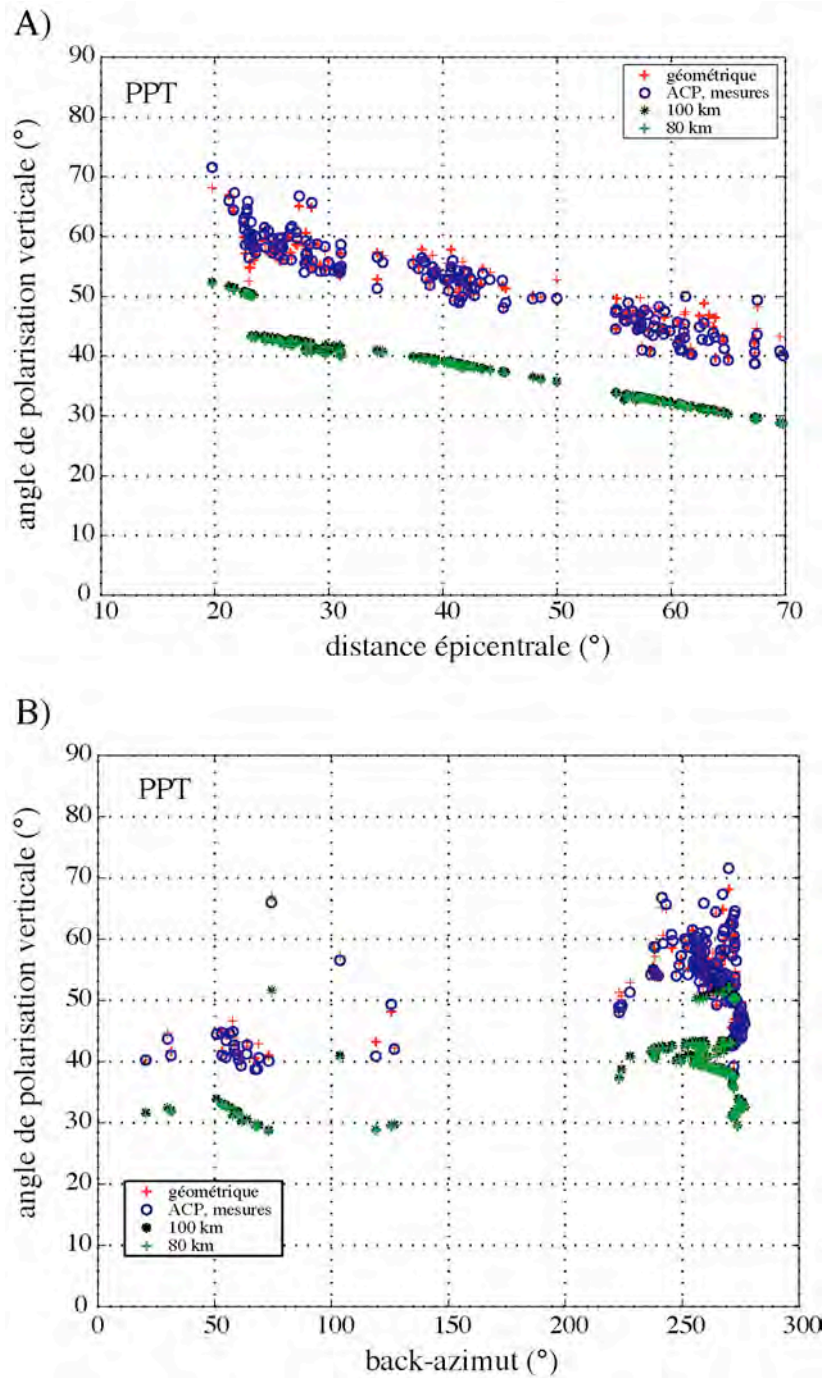 A)
90
80
70
60
50
40
30
20
10
0
angle de polarisation verticale (°)
PPT
géométrique
ACP, mesures
100 km
80 km
10 20 30 40 50 60 70
distance épicentrale (°)
B)
90
80
70
60
50
40
30
20
10
0
angle de polarisation verticale (°)
PPT
géométrique
ACP, mesures
100 km
80 km
0 50 100 150 200 250 300
back-azimut (°)